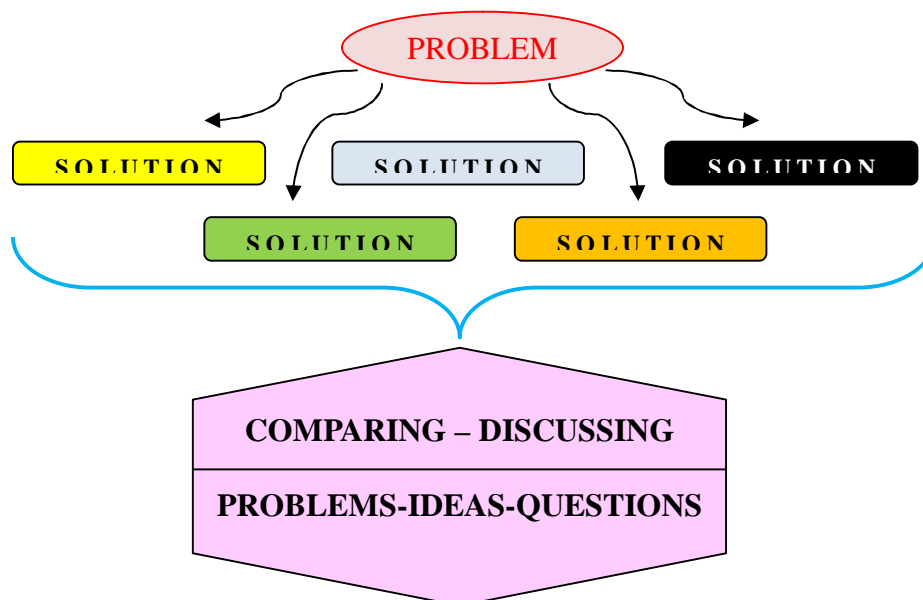 PROBLEM
SOLUTION
SOLUTION
SOLUTION
SOLUTION
SOLUTION
COMPARING – DISCUSSING
PROBLEMS-IDEAS-QUESTIONS